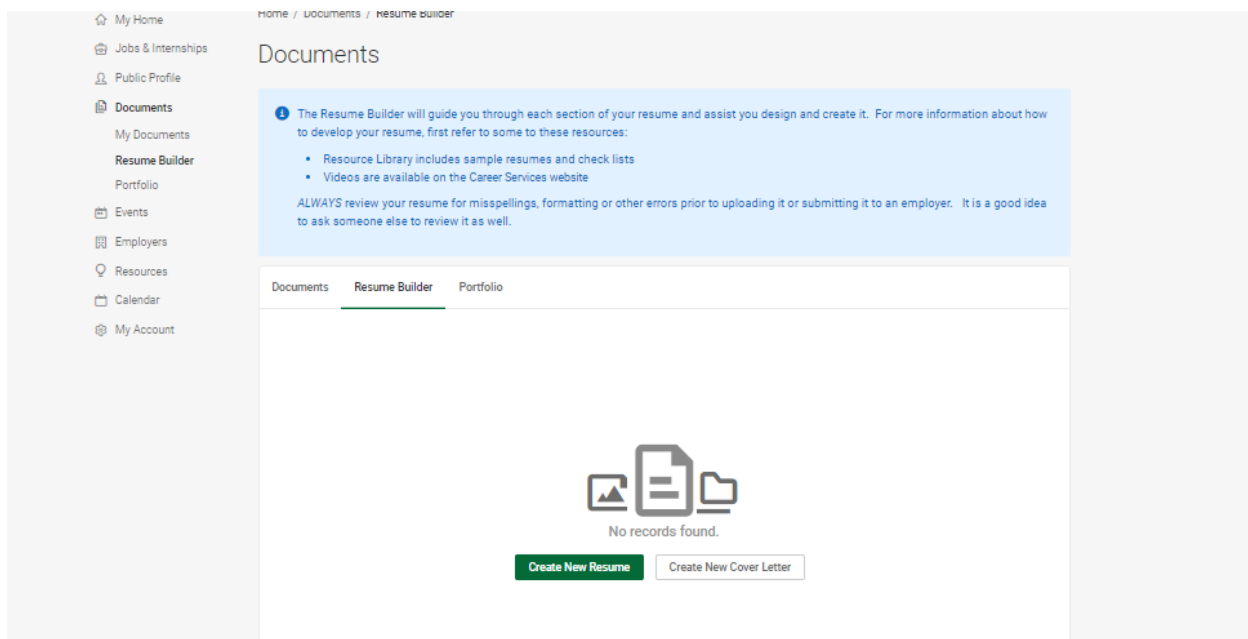 My Home
Jobs & Internships
Public Profile
Documents
My Documents
Resume Builder
Portfolio
Events
Employers
Resources
Calendar
My Account
Home / Documents / Resume Builder
Documents
The Resume Builder will guide you through each section of your resume and assist you design and create it. For more information about how
to develop your resume, first refer to some to these resources:
• Resource Library includes sample resumes and check lists
• Videos are available on the Career Services website
ALWAYS review your resume for misspellings, formatting or other errors prior to uploading it or submitting it to an employer. It is a good idea
to ask someone else to review it as well.
Documents Resume Builder Portfolio
No records found.
Create New Resume Create New Cover Letter